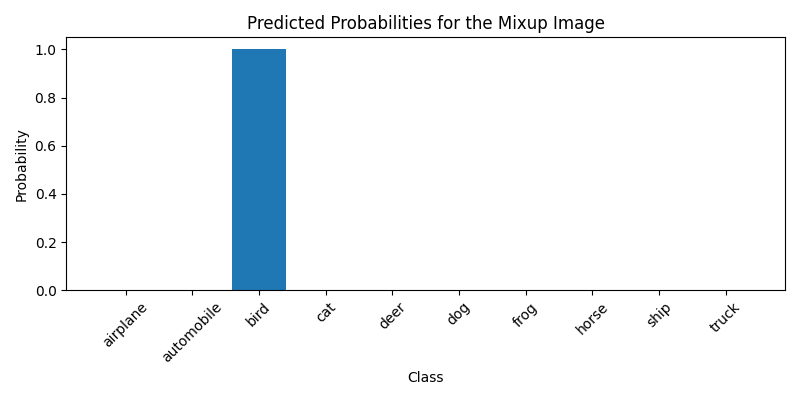 Predicted Probabilities for the Mixup Image
1.0
0.8
0.6
0.4
0.2
0.0
Probability
airplane
automobile
bird
cat
deer
dog
frog
horse
ship
truck
Class